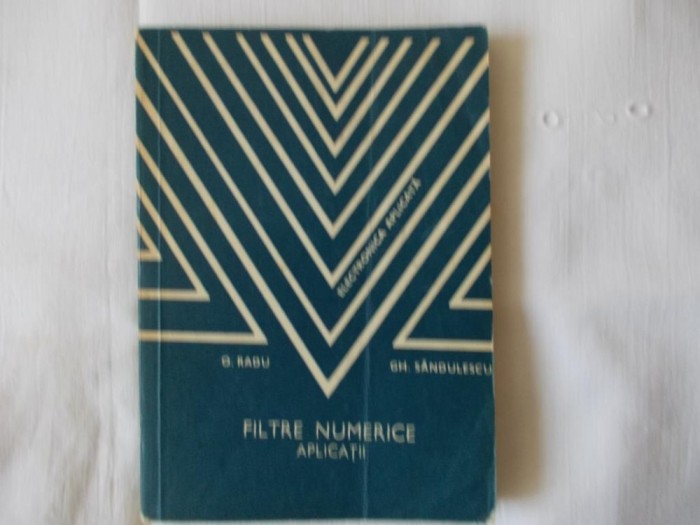 ELECTRONICA APLICATĂ
O. RADU
GH. SĂNDULESCU
FILTRE NUMERICE
APLICAȚII